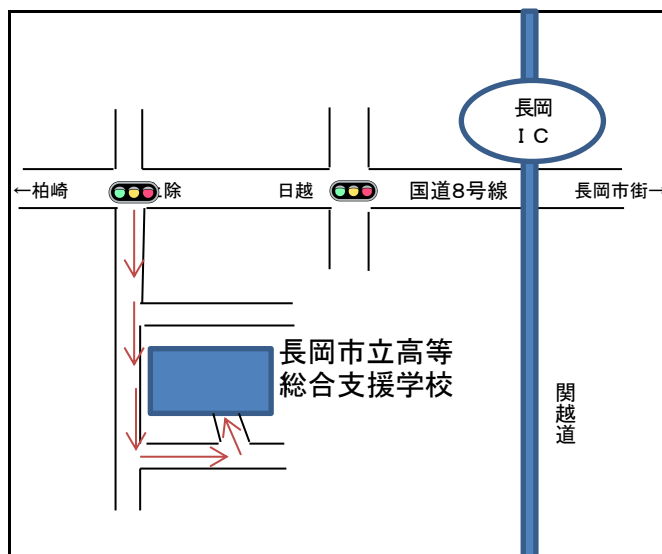 長岡
ＩＣ
←柏崎
除
日越
国道8号線
長岡市街→
長岡市立高等
総合支援学校
関越道